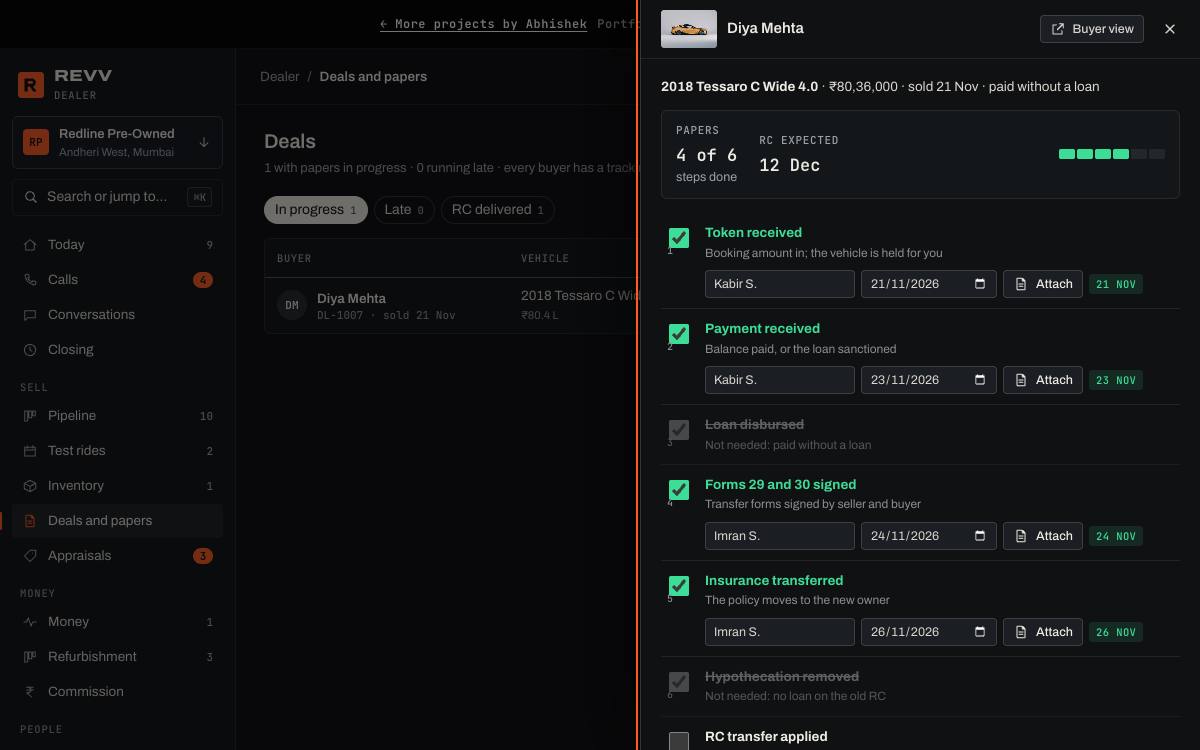 ← More projects by Abhishek
R REVV
DEALER
RP Redline Pre-Owned
Andheri West, Mumbai
Search or jump to... ⌘K
Today 9
Calls 4
Conversations
Closing
SELL
Pipeline 10
Test rides 2
Inventory 1
Deals and papers
Appraisals 3
MONEY
Money 1
Refurbishment 3
Commission
PEOPLE
Dealer / Deals and papers
Deals
1 with papers in progress · 0 running late · every buyer has a track
In progress 1 Late 0 RC delivered 1
BUYER VEHICLE
DM Diya Mehta 2018 Tessaro C
DL-1007 · sold 21 Nov ₹80.4 L
Diya Mehta Buyer view
2018 Tessaro C Wide 4.0 · ₹80,36,000 · sold 21 Nov · paid without a loan
PAPERS
4 of 6
steps done
RC EXPECTED
12 Dec
Token received
1 Booking amount in; the vehicle is held for you
Kabir S. 21/11/2026 Attach 21 NOV
Payment received
2 Balance paid, or the loan sanctioned
Kabir S. 23/11/2026 Attach 23 NOV
Loan disbursed
3 Not needed: paid without a loan
Forms 29 and 30 signed
4 Transfer forms signed by seller and buyer
Imran S. 24/11/2026 Attach 24 NOV
Insurance transferred
5 The policy moves to the new owner
Imran S. 26/11/2026 Attach 26 NOV
Hypothecation removed
6 Not needed: no loan on the old RC
RC transfer applied